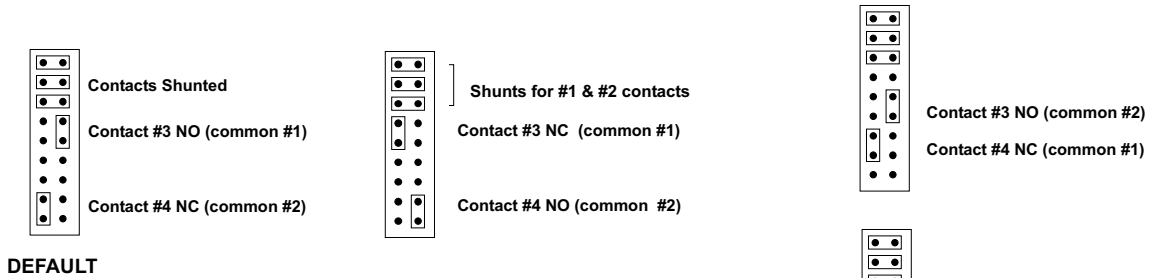 Contacts Shunted
Contact #3 NO (common #1)
Contact #4 NC (common #2)
DEFAULT
Shunts for #1 & #2 contacts
Contact #3 NC (common #1)
Contact #4 NO (common #2)
Contact #3 NO (common #2)
Contact #4 NC (common #1)